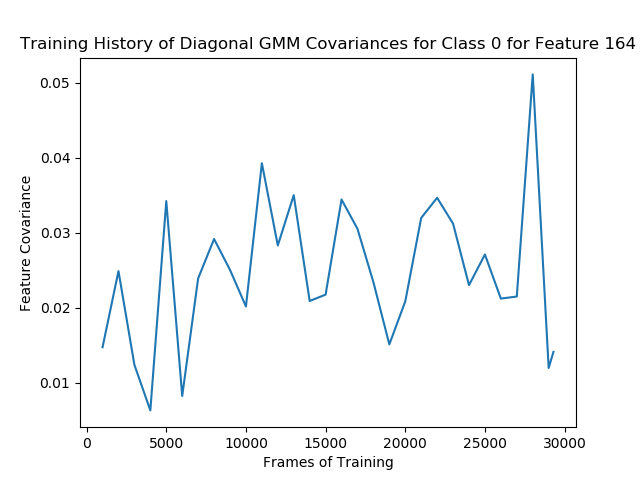 Training History of Diagonal GMM Covariances for Class 0 for Feature 164
0.05
0.04
0.03
0.02
0.01
Feature Covariance
0 5000 10000 15000 20000 25000 30000
Frames of Training